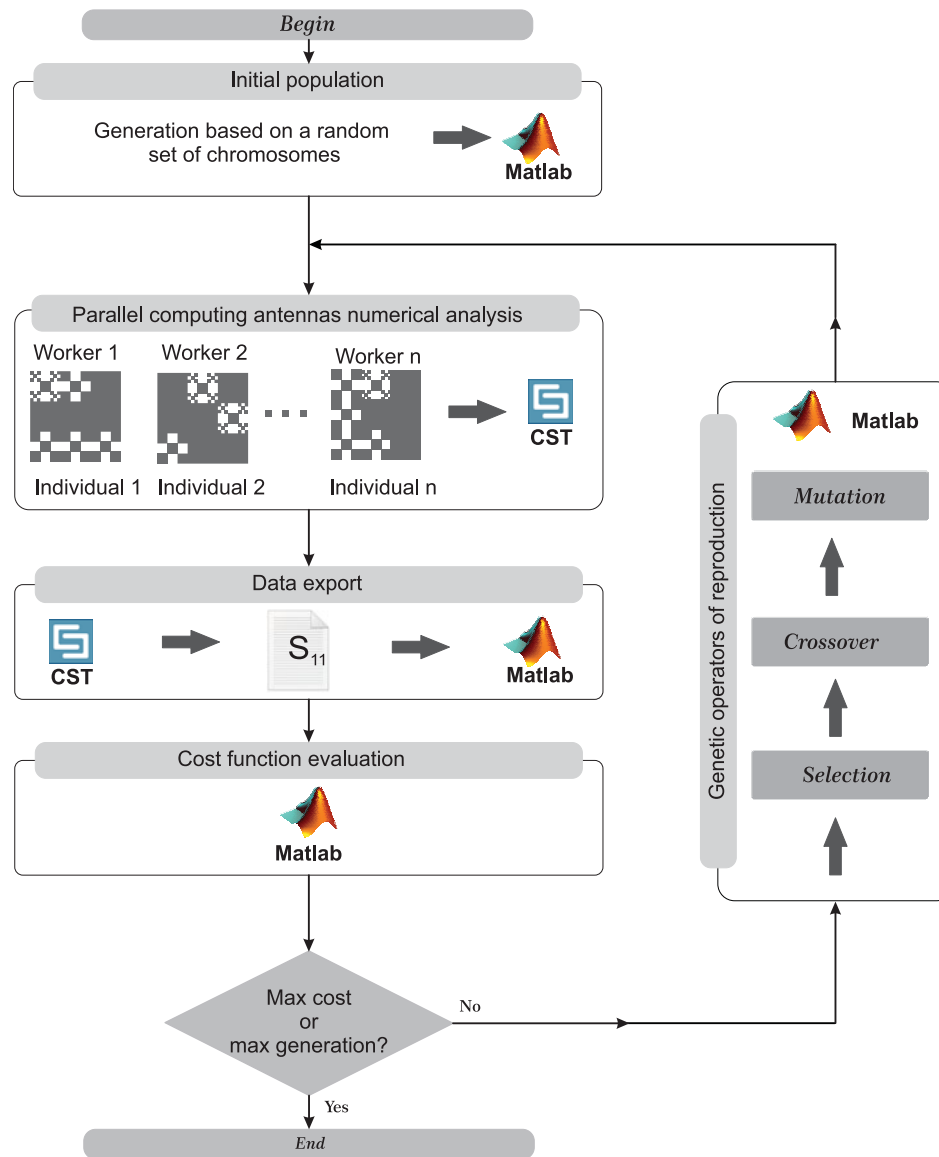 Begin
Initial population
Generation based on a random
set of chromosomes
Matlab
Parallel computing antennas numerical analysis
Worker 1
Worker 2
Worker n
CST
Individual 1
Individual 2
Individual n
Data export
CST
S11
Matlab
Cost function evaluation
Matlab
Max cost
or
max generation?
No
Yes
End
Genetic operators of reproduction
Matlab
Mutation
Crossover
Selection